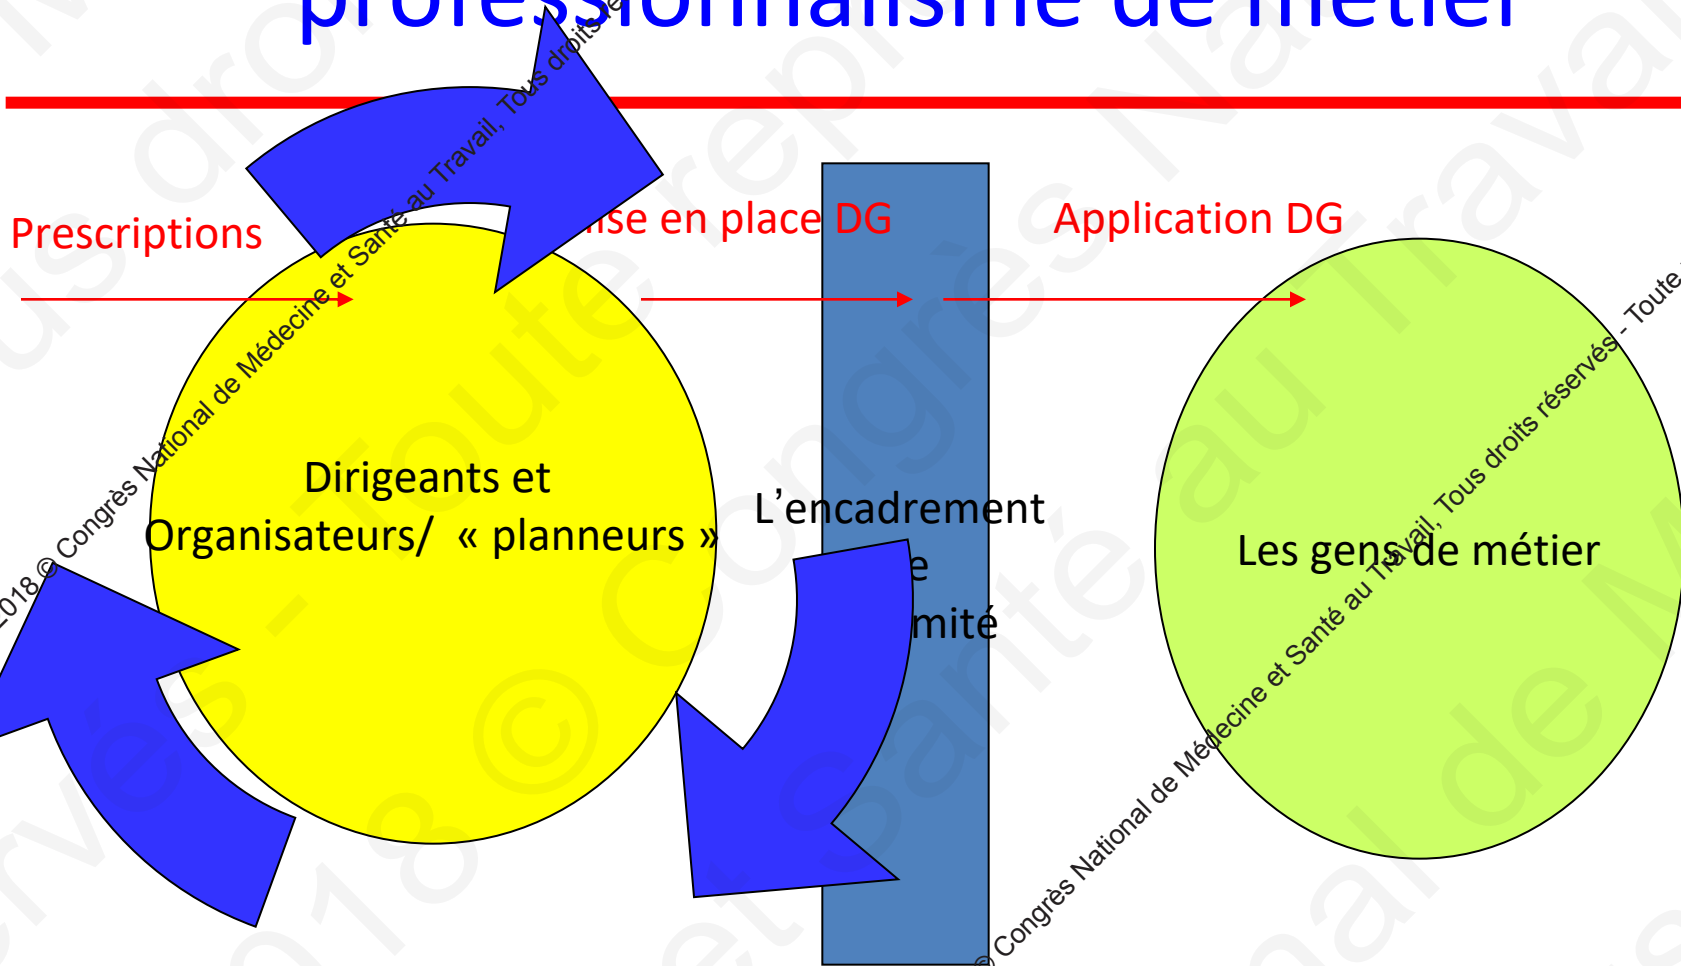 professionnalisme de métier
Prescriptions
ise en place DG
Application DG
Dirigeants et
Organisateurs/ « planneurs »
L’encadrement
e
mité
Les gens de métier
2018 © Congrès National de Médecine et Santé au Travail, Tous droits ré
© Congrès National de Médecine et Santé au Travail, Tous droits réservés - Toute